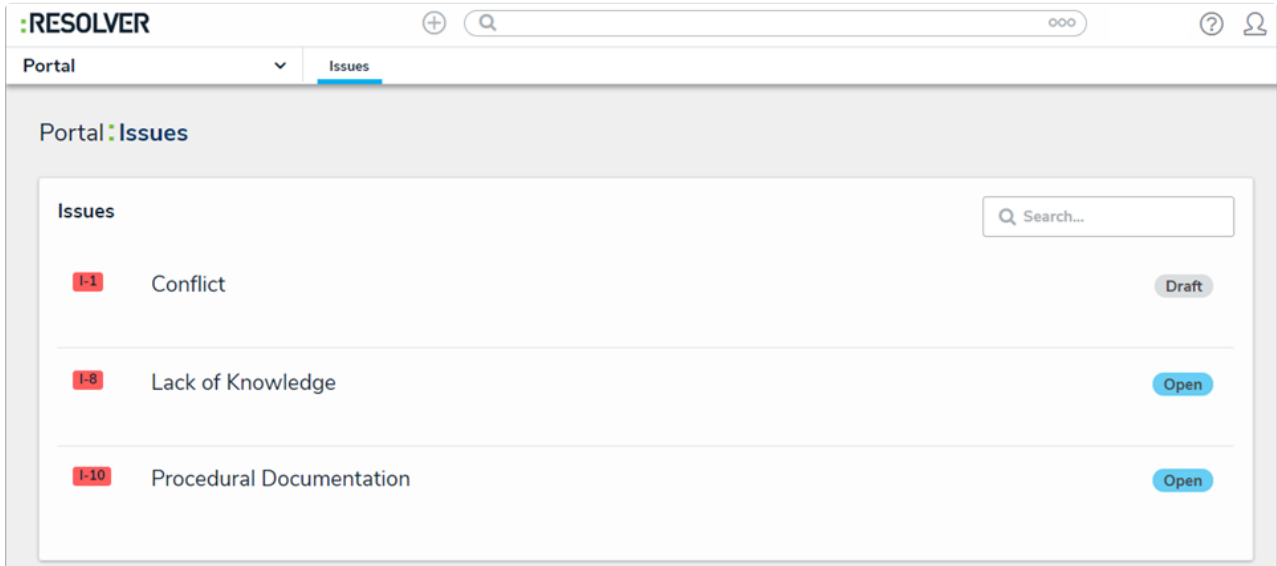 :RESOLVER
Portal Issues
Portal:Issues
Issues Search...
I-1 Conflict Draft
I-8 Lack of Knowledge Open
I-10 Procedural Documentation Open